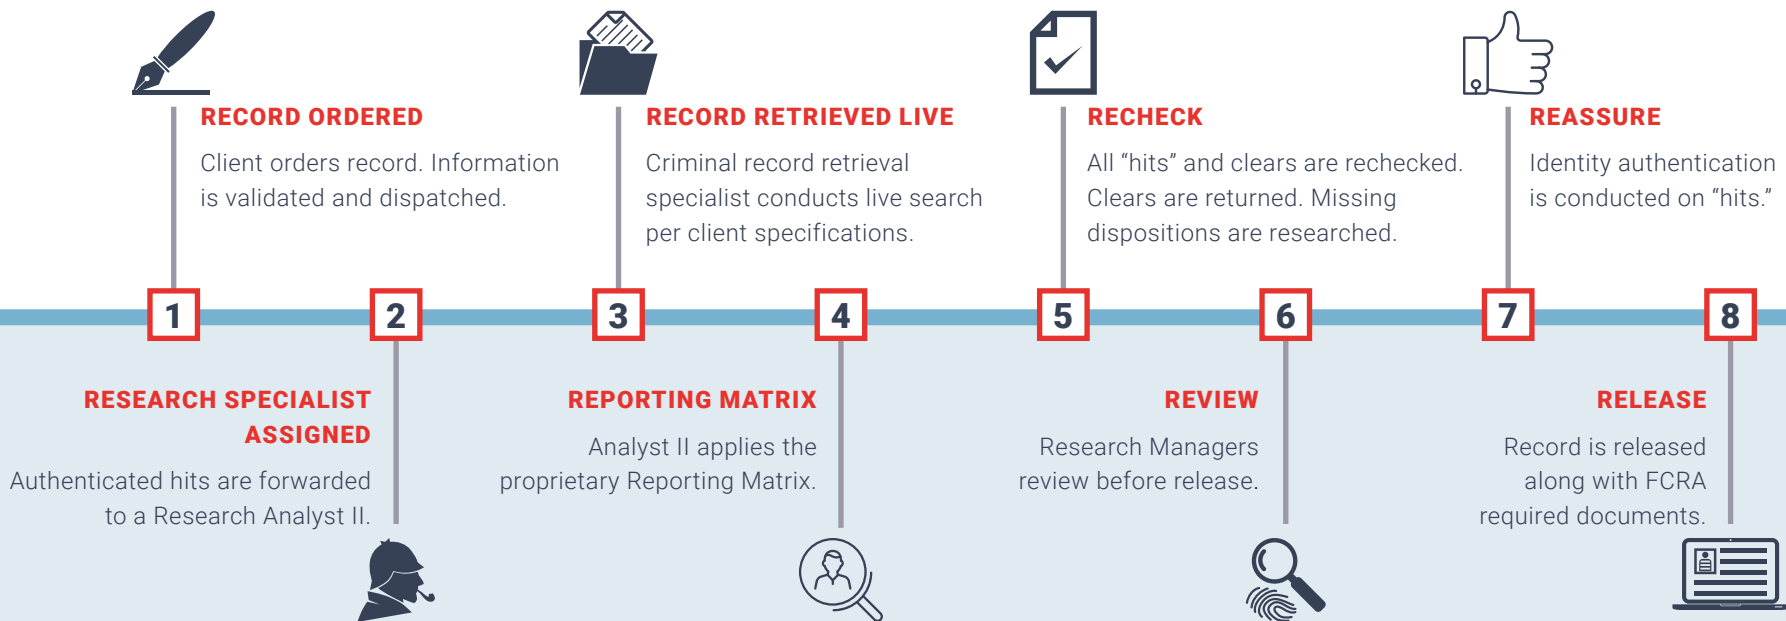 RECORD ORDERED
Client orders record. Information
is validated and dispatched.
RECORD RETRIEVED LIVE
Criminal record retrieval
specialist conducts live search
per client specifications.
RECHECK
All “hits” and clears are rechecked.
Clears are returned. Missing
dispositions are researched.
REASSURE
Identity authentication
is conducted on “hits.”
1
2
3
4
5
6
7
8
RESEARCH SPECIALIST
ASSIGNED
Authenticated hits are forwarded
to a Research Analyst II.
REPORTING MATRIX
Analyst II applies the
proprietary Reporting Matrix.
REVIEW
Research Managers
review before release.
RELEASE
Record is released
along with FCRA
required documents.